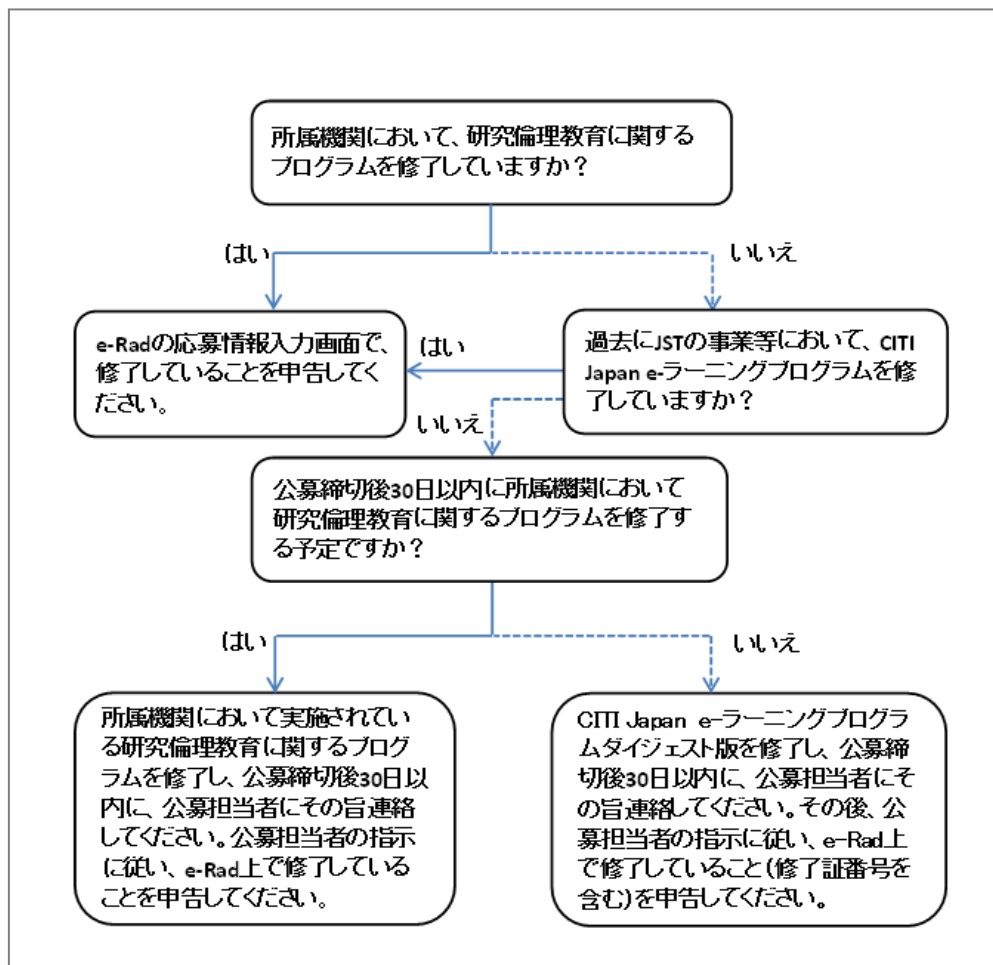 所属機関において、研究倫理教育に関する
プログラムを修了していますか？
はい
いいえ
e-Radの応募情報入力画面で、
修了していることを申告してく
ださい。
はい
過去にJSTの事業等において、CITI
Japan e-ラーニングプログラムを修
了していますか？
いいえ
公募締切後30日以内に所属機関において
研究倫理教育に関するプログラムを修了す
る予定ですか？
はい
いいえ
所属機関において実施されてい
る研究倫理教育に関するプログ
ラムを修了し、公募締切後30日以
内に、公募担当者にその旨連絡
してください。公募担当者の指示
に従い、e-Rad上で修了している
ことを申告してください。
CITI Japan e-ラーニングプログラ
ムダイジェスト版を修了し、公募締
切後30日以内に、公募担当者にそ
の旨連絡してください。その後、公
募担当者の指示に従い、e-Rad上
で修了していること（修了証番号を
含む）を申告してください。